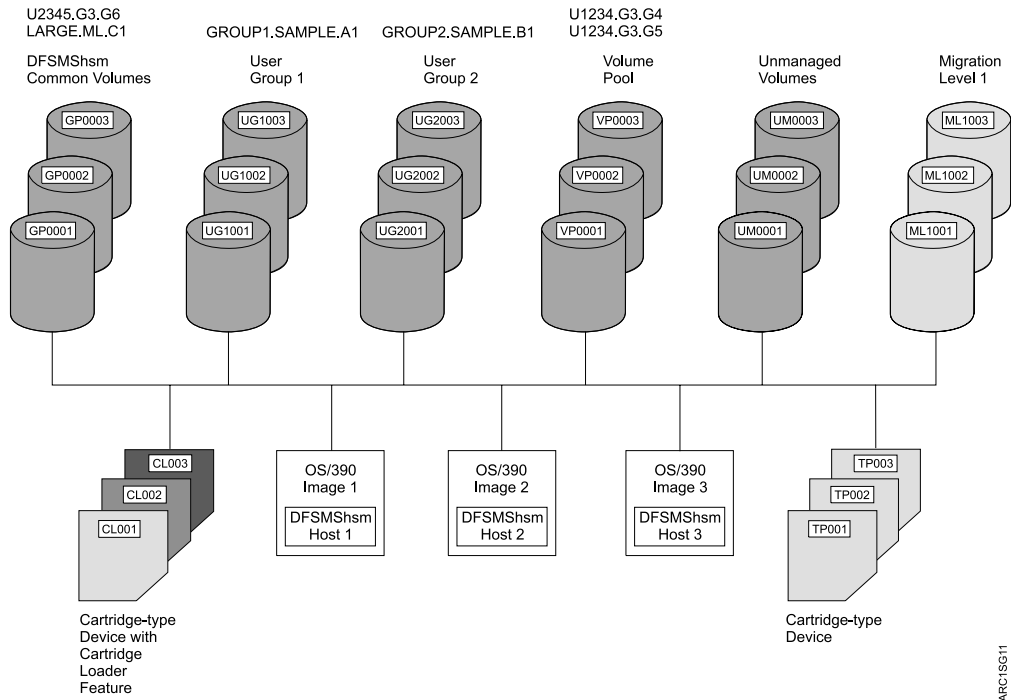 U2345.G3.G6
LARGE.ML.C1
GROUP1.SAMPLE.A1
GROUP2.SAMPLE.B1
U1234.G3.G4
U1234.G3.G5
DFSMShsm
Common Volumes
User
Group 1
User
Group 2
Volume
Pool
Unmanaged
Volumes
Migration
Level 1
GP0003
GP0002
GP0001
UG1003
UG1002
UG1001
UG2003
UG2002
UG2001
VP0003
VP0002
VP0001
UM0003
UM0002
UM0001
ML1003
ML1002
ML1001
CL003
CL002
CL001
OS/390
Image 1
DFSMShsm
Host 1
OS/390
Image 2
DFSMShsm
Host 2
OS/390
Image 3
DFSMShsm
Host 3
TP003
TP002
TP001
Cartridge-type
Device with
Cartridge
Loader
Feature
Cartridge-type
Device
ARC1SG11